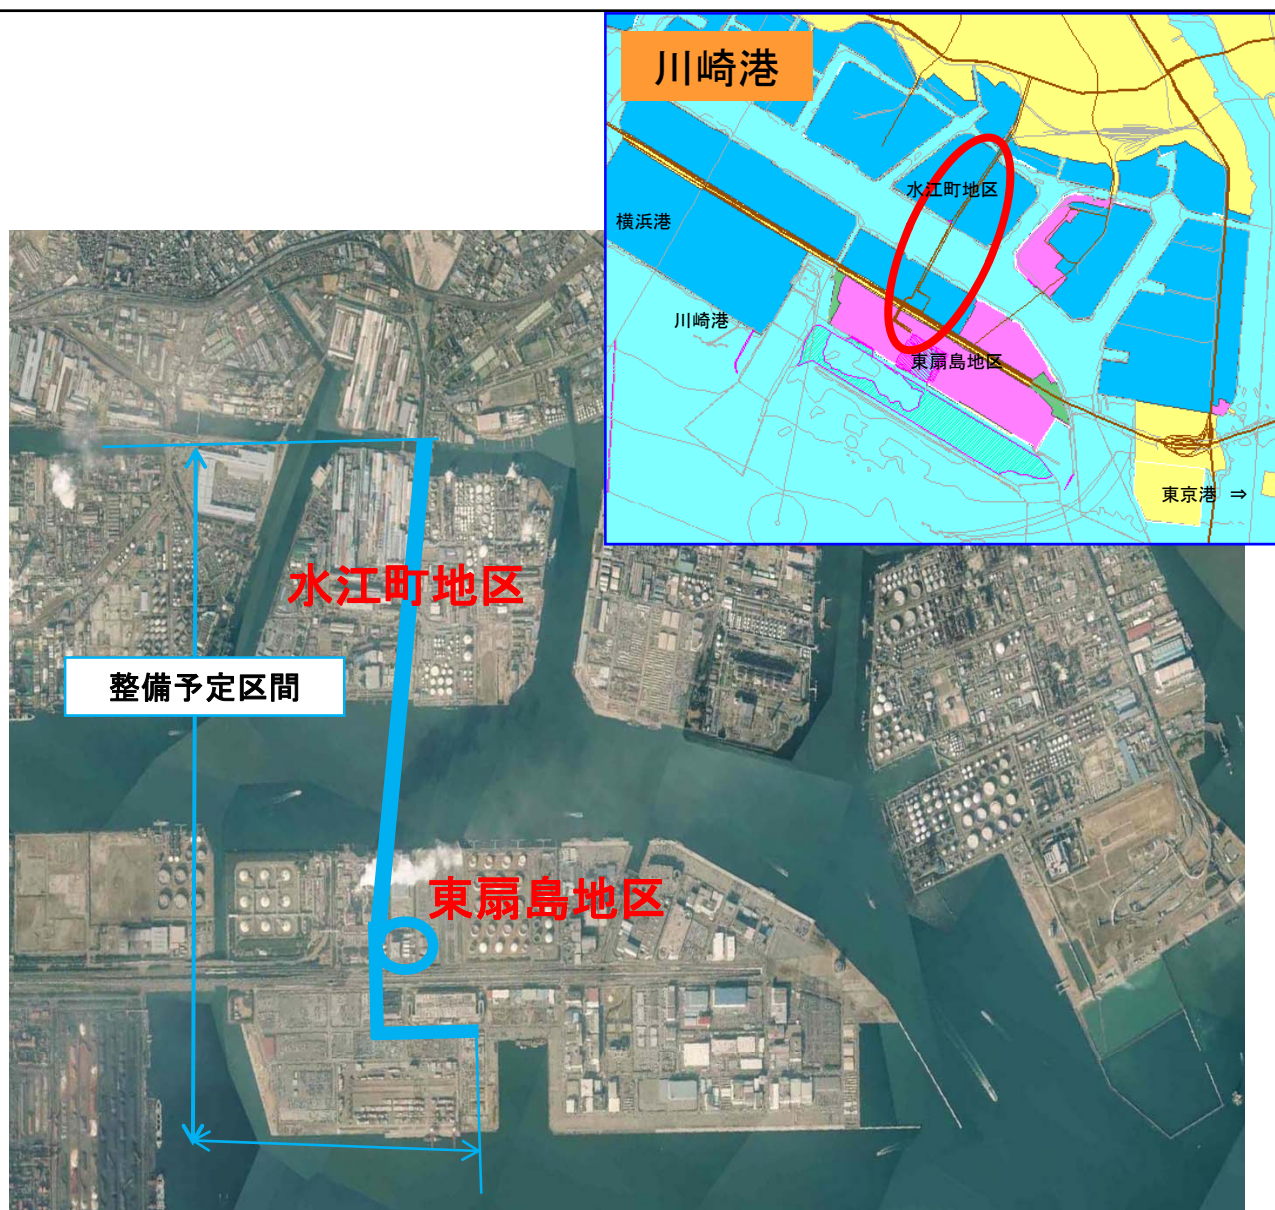 川崎港
水江町地区
横浜港
川崎港
東扇島地区
東京港 ⇒
水江町地区
整備予定区間
東扇島地区